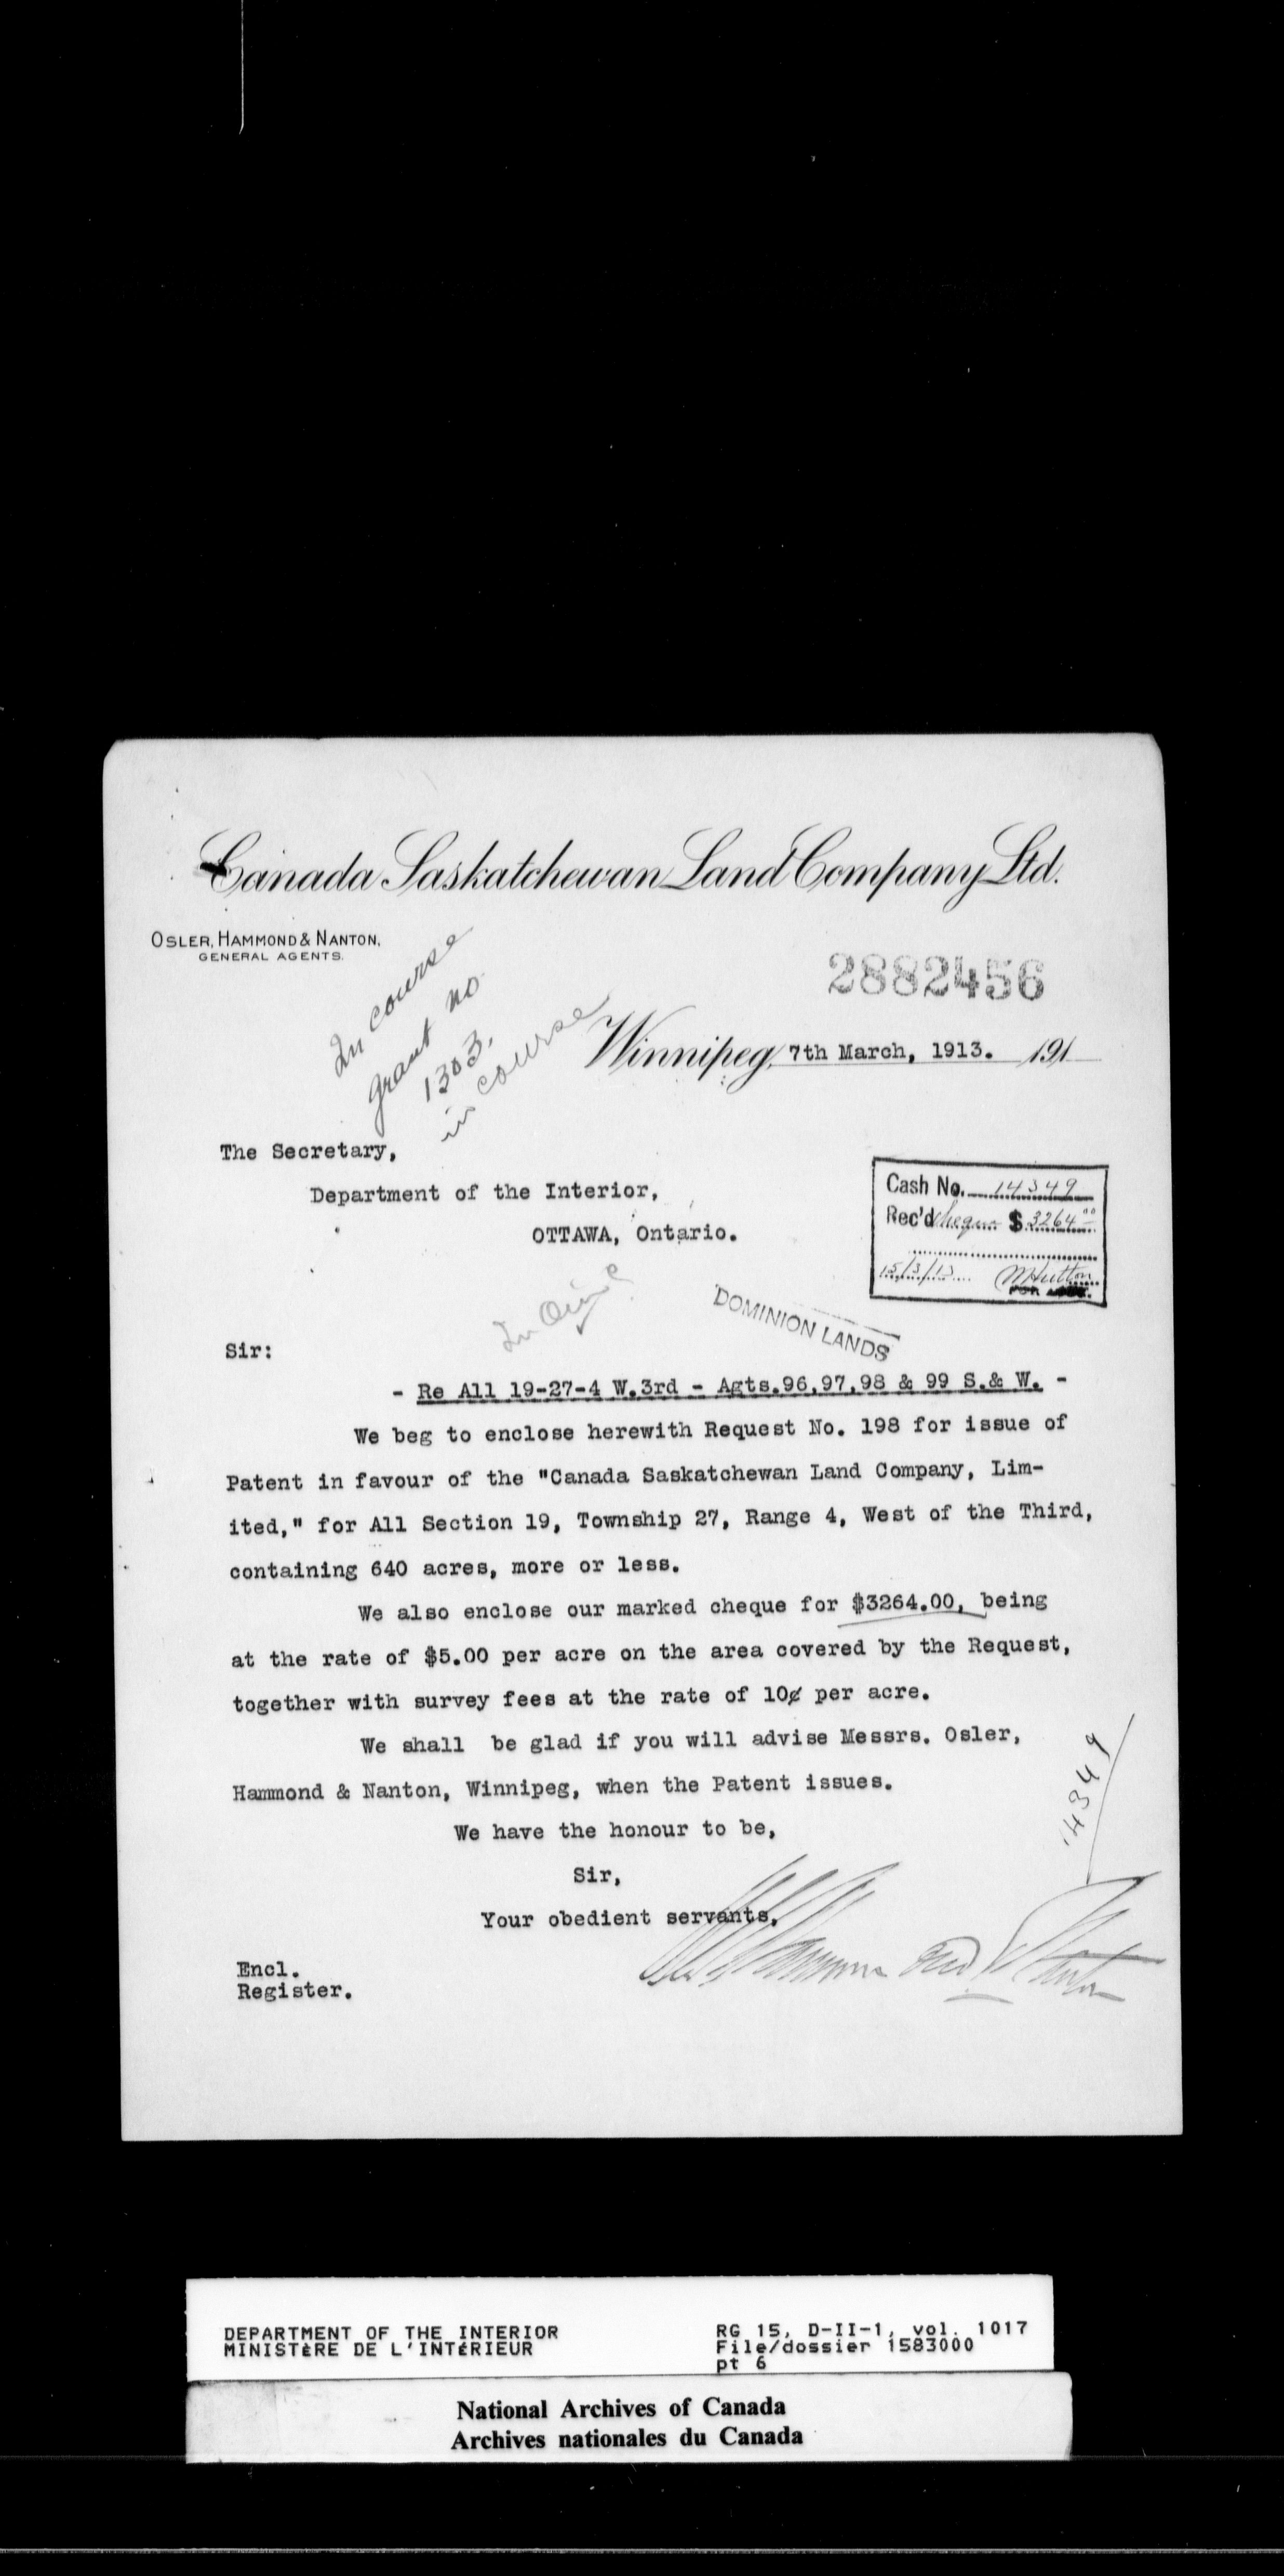 Canada Saskatchewan Land Company Ltd.
OSLER, HAMMOND & NANTON,
GENERAL AGENTS.
In course
grant no
1303,
in course
2882456
Winnipeg, 7th March, 1913. 191
The Secretary,
Department of the Interior,
OTTAWA, Ontario.
Cash No. 14349
Rec'd cheque $ 3264.00
15/3/13 MHutton
FOR
DOMINION LANDS
Sir:
- Re All 19-27-4 W.3rd - Agts.96,97,98 & 99 S.& W. -
We beg to enclose herewith Request No. 198 for issue of
Patent in favour of the "Canada Saskatchewan Land Company, Lim-
ited," for All Section 19, Township 27, Range 4, West of the Third,
containing 640 acres, more or less.
We also enclose our marked cheque for $3264.00, being
at the rate of $5.00 per acre on the area covered by the Request,
together with survey fees at the rate of 10¢ per acre.
We shall be glad if you will advise Messrs. Osler,
Hammond & Nanton, Winnipeg, when the Patent issues.
14349
We have the honour to be,
Sir,
Your obedient servants,
Osler Hammond and Nanton
Encl.
Register.
DEPARTMENT OF THE INTERIOR
MINISTÈRE DE L'INTÉRIEUR
RG 15, D-II-1, vol. 1017
File/dossier 1583000
pt 6
National Archives of Canada
Archives nationales du Canada